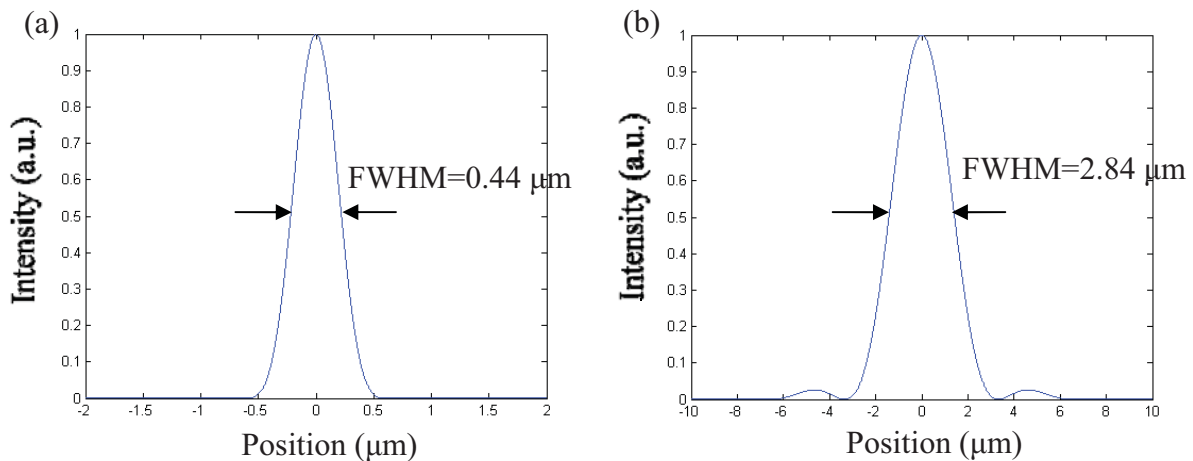 (a)
1
0.9
0.8
0.7
0.6
0.5
0.4
0.3
0.2
0.1
0
-2 -1.5 -1 -0.5 0 0.5 1 1.5 2
Intensity (a.u.)
Position (μm)
FWHM=0.44 μm
(b)
1
0.9
0.8
0.7
0.6
0.5
0.4
0.3
0.2
0.1
0
-10 -8 -6 -4 -2 0 2 4 6 8 10
Intensity (a.u.)
Position (μm)
FWHM=2.84 μm